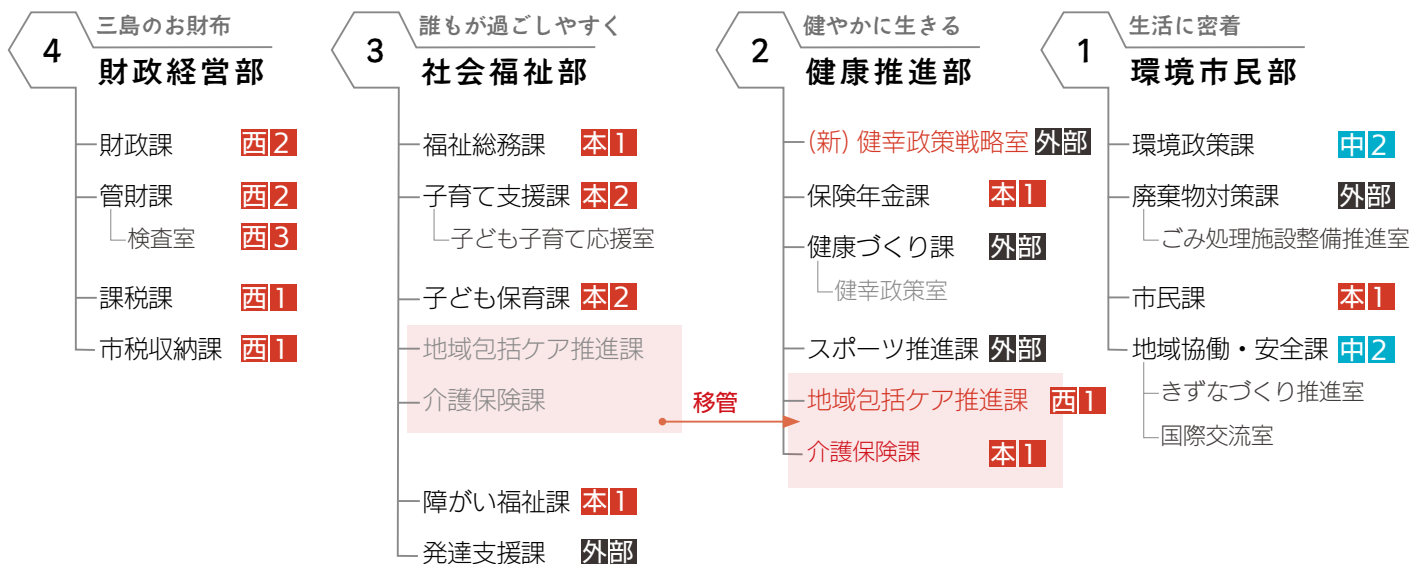 4
三島のお財布
財政経営部
財政課 西2
管財課 西2
検査室 西3
課税課 西1
市税収納課 西1
3
誰もが過ごしやすく
社会福祉部
福祉総務課 本1
子育て支援課 本2
子ども子育て応援室
子ども保育課 本2
地域包括ケア推進課
介護保険課
移管
障がい福祉課 本1
発達支援課 外部
2
健やかに生きる
健康推進部
(新) 健幸政策戦略室 外部
保険年金課 本1
健康づくり課 外部
健幸政策室
スポーツ推進課 外部
地域包括ケア推進課 西1
介護保険課 本1
1
生活に密着
環境市民部
環境政策課 中2
廃棄物対策課 外部
ごみ処理施設整備推進室
市民課 本1
地域協働・安全課 中2
きずなづくり推進室
国際交流室